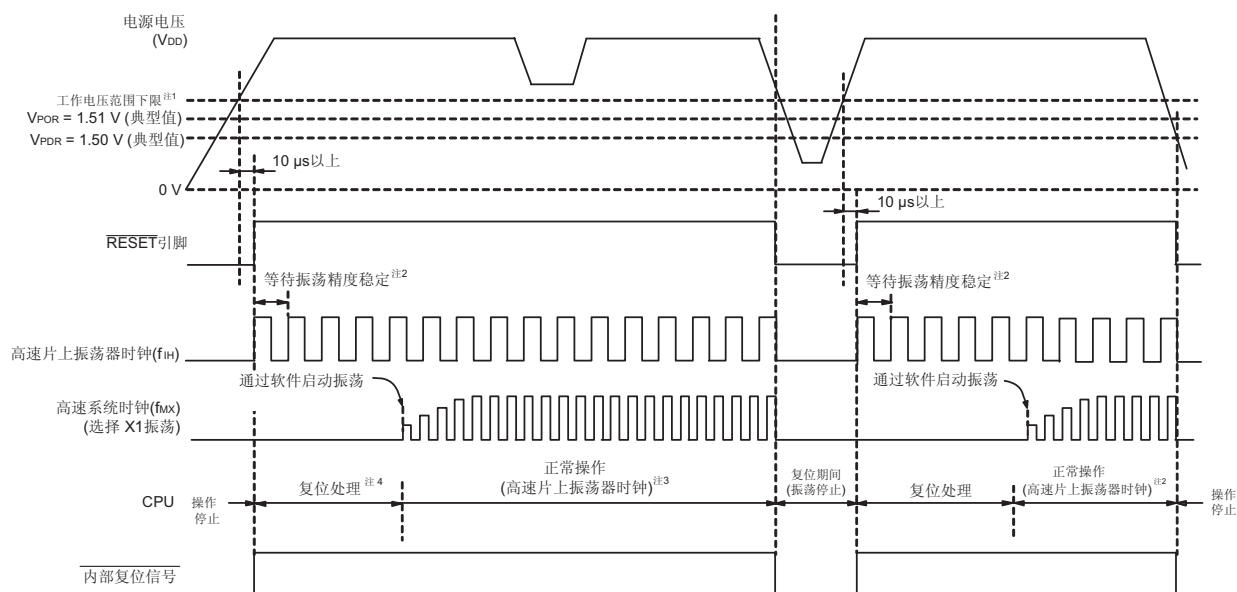 电源电压
(VDD)
工作电压范围下限注1
VPOR = 1.51 V (典型值)
VPDR = 1.50 V (典型值)
10 μs以上
0 V
10 μs以上
RESET引脚
等待振荡精度稳定注2
等待振荡精度稳定注2
高速片上振荡器时钟(fIH)
通过软件启动振荡
通过软件启动振荡
高速系统时钟(fMX)
(选择 X1振荡)
CPU
操作
停止
复位处理注4
正常操作
(高速片上振荡器时钟)注3
复位期间
(振荡停止)
复位处理
正常操作
(高速片上振荡器时钟)注2
操作
停止
内部复位信号